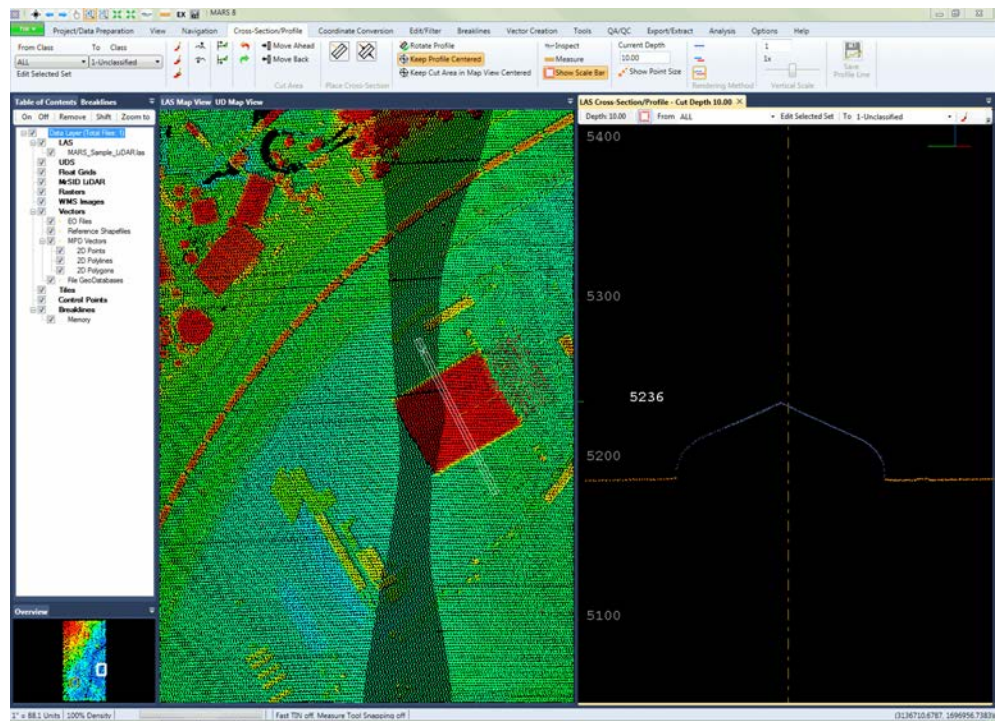 EX MARS 8
File Project/Data Preparation View Navigation Cross-Section/Profile Coordinate Conversion Edit/Filter Breaklines Vector Creation Tools QA/QC Export/Extract Analysis Options Help
From Class To Class
ALL 1-Unclassified
Edit Selected Set
Move Ahead
Move Back
Cut Area
Place Cross-Section
Rotate Profile
Keep Profile Centered
Keep Cut Area in Map View Centered
Inspect
Measure
Show Scale Bar
Current Depth
10.00
Show Point Size
Rendering Method
1
1x
Vertical Scale
Save
Profile Line
Table of Contents Breaklines
On Off Remove Shift Zoom to
Data Layer (Total Files: 1)
LAS
MARS_Sample_LiDAR.las
UDS
Float Grids
MrSID LiDAR
Rasters
WMS Images
Vectors
EO Files
Reference Shapefiles
MPD Vectors
2D Points
2D Polylines
2D Polygons
File GeoDatabases
Tiles
Control Points
Breaklines
Memory
Overview
LAS Map View UD Map View
LAS Cross-Section/Profile - Cut Depth 10.00
Depth 10.00 From ALL Edit Selected Set To 1-Unclassified
5400
5300
5236
5200
5100
1" = 88.1 Units 100% Density Fast TIN off, Measure Tool Snapping off (3136710.6787, 1696956.7383)